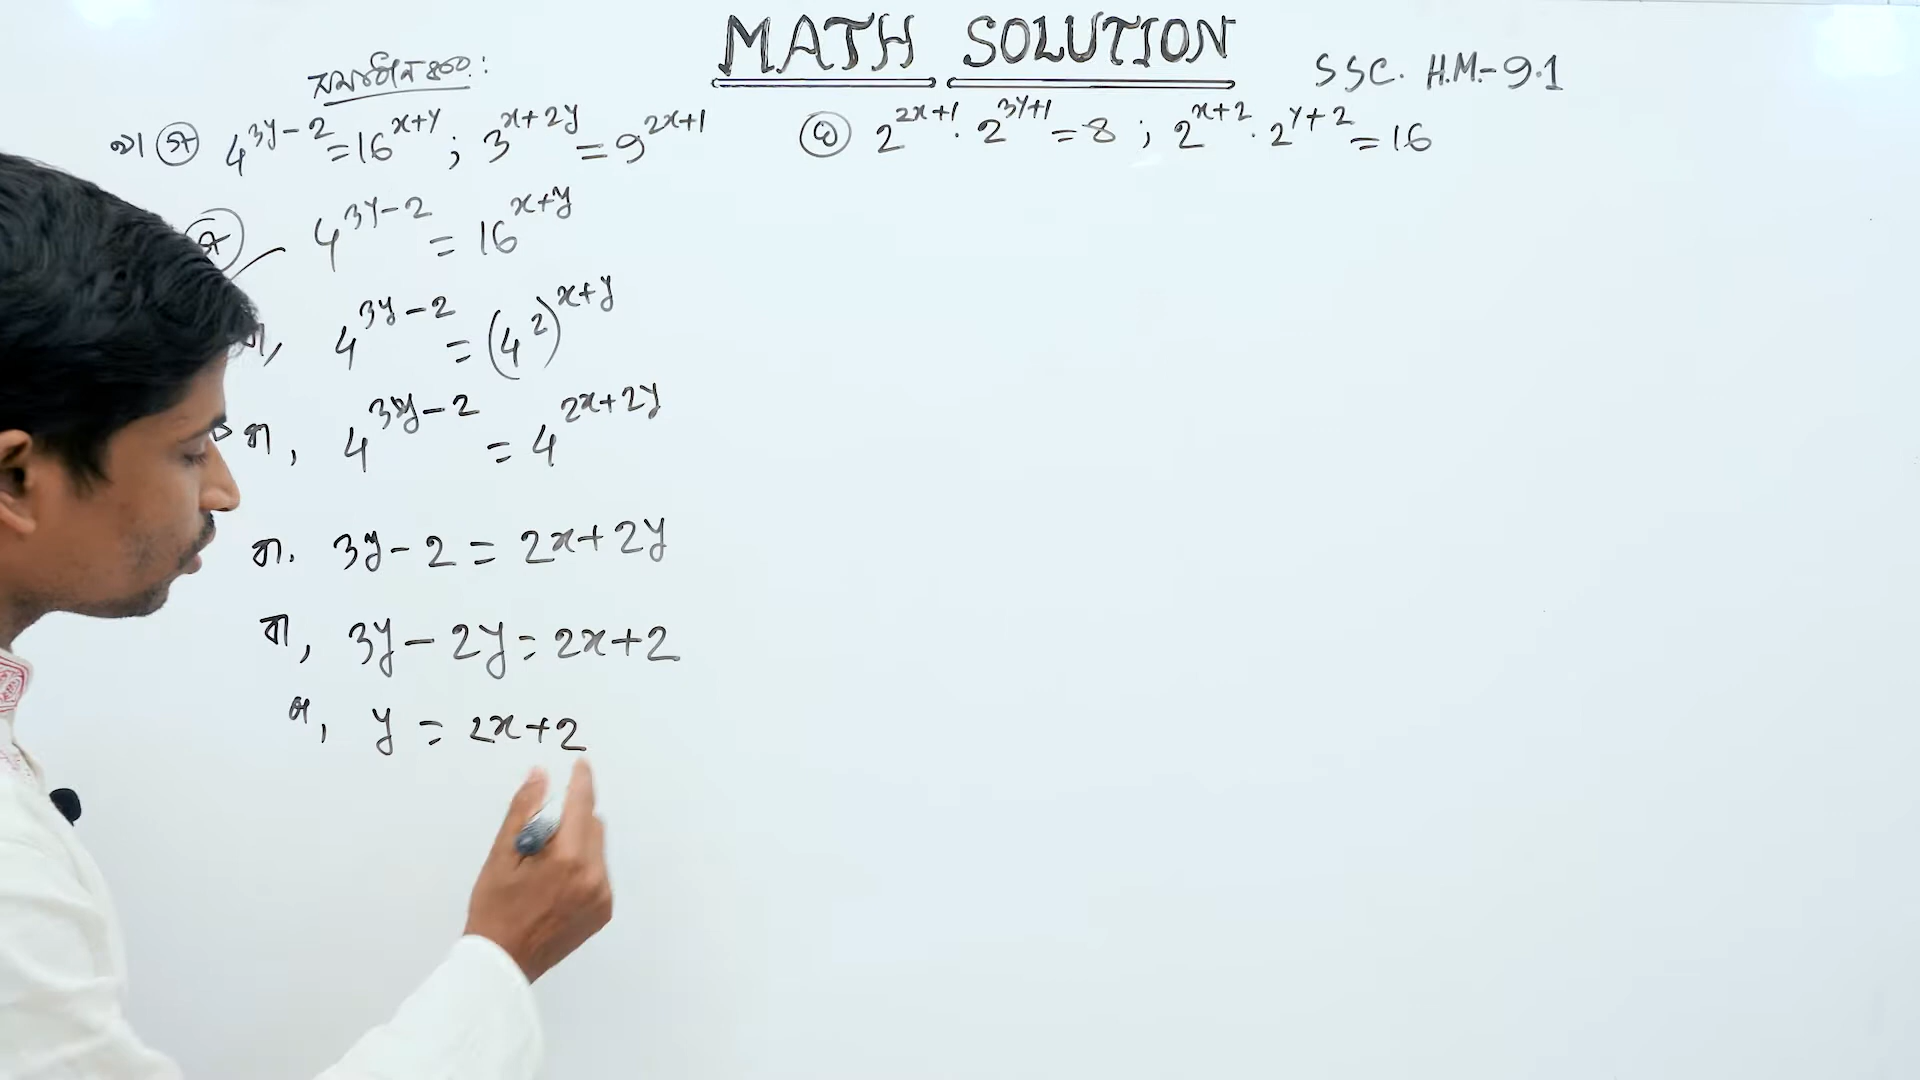 MATH SOLUTION
SSC. H.M.-9.1
সমাধান কর:
4^{3y-2} = 16^{x+y} ; 3^{x+2y} = 9^{2x+1}
2^{2x+1} . 2^{3y+1} = 8 ; 2^{x+2} . 2^{y+2} = 16
4^{3y-2} = 16^{x+y}
বা, 4^{3y-2} = (4^2)^{x+y}
বা, 4^{3y-2} = 4^{2x+2y}
বা, 3y-2 = 2x+2y
বা, 3y-2y = 2x+2
বা, y = 2x+2